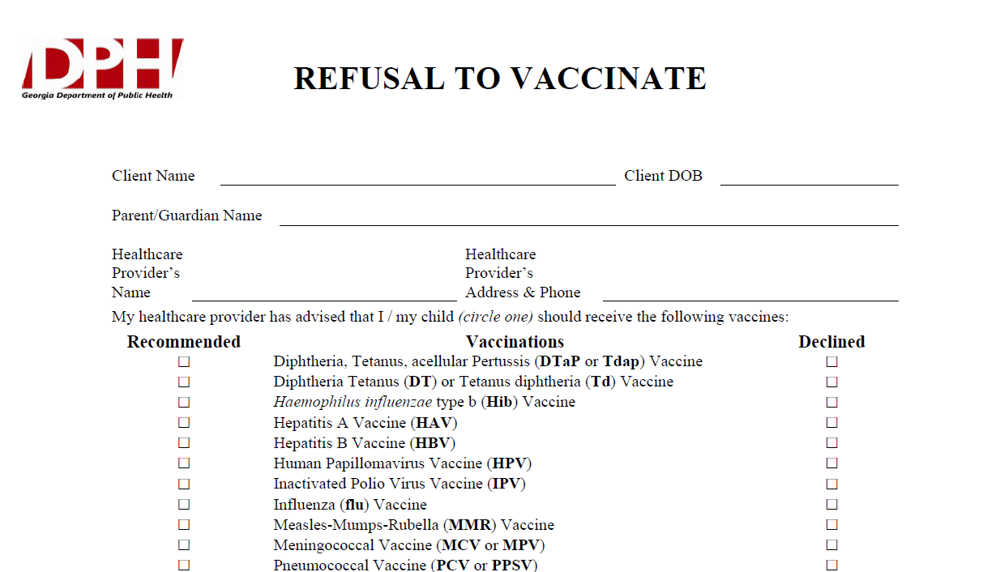 DPH
Georgia Department of Public Health
REFUSAL TO VACCINATE
Client Name Client DOB
Parent/Guardian Name
Healthcare Healthcare
Provider’s Provider’s
Name Address & Phone
My healthcare provider has advised that I / my child (circle one) should receive the following vaccines:
Recommended Vaccinations Declined
☐ Diphtheria, Tetanus, acellular Pertussis (DTaP or Tdap) Vaccine ☐
☐ Diphtheria Tetanus (DT) or Tetanus diphtheria (Td) Vaccine ☐
☐ Haemophilus influenzae type b (Hib) Vaccine ☐
☐ Hepatitis A Vaccine (HAV) ☐
☐ Hepatitis B Vaccine (HBV) ☐
☐ Human Papillomavirus Vaccine (HPV) ☐
☐ Inactivated Polio Virus Vaccine (IPV) ☐
☐ Influenza (flu) Vaccine ☐
☐ Measles-Mumps-Rubella (MMR) Vaccine ☐
☐ Meningococcal Vaccine (MCV or MPV) ☐
☐ Pneumococcal Vaccine (PCV or PPSV) ☐